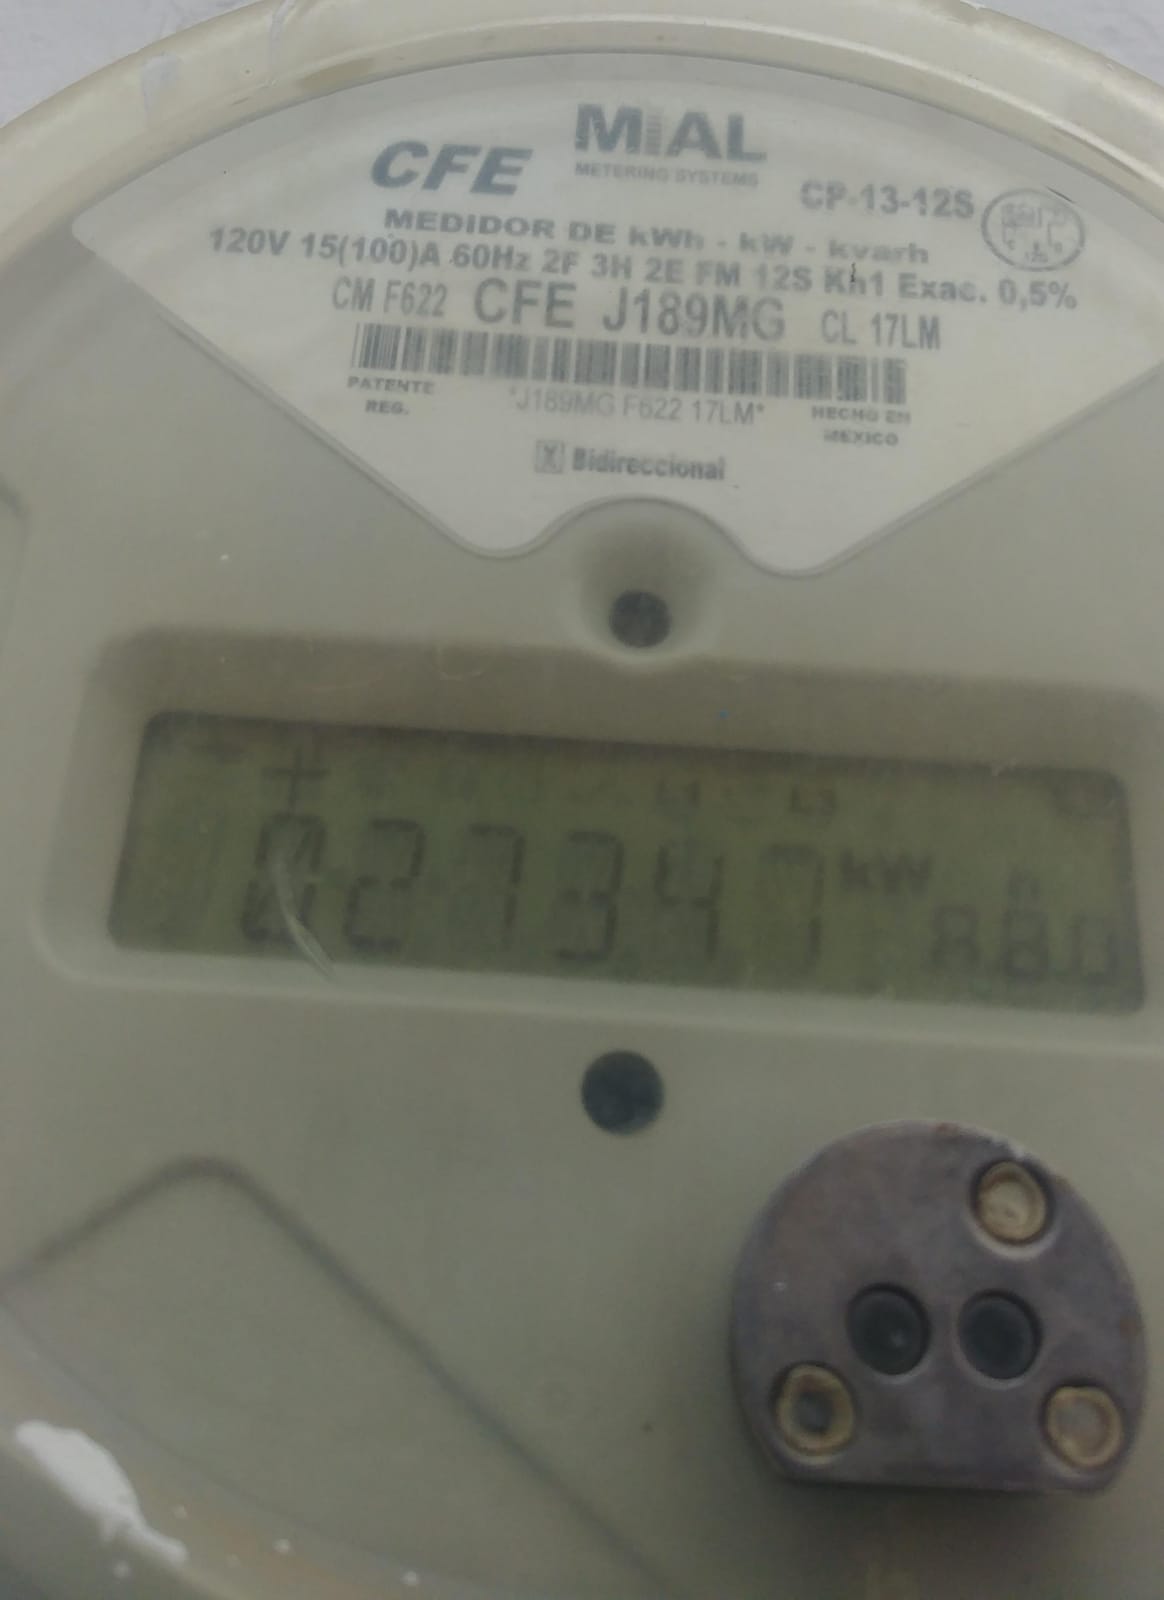 MIAL
METERING SYSTEMS
CFE
CP-13-12S
MEDIDOR DE kWh - kW - kvarh
120V 15(100)A 60Hz 2F 3H 2E FM 12S Kh1 Exac. 0,5%
CM F622 CFE J189MG CL 17LM
PATENTE REG.
*J189MG F622 17LM*
HECHO EN MEXICO
X Bidireccional
+ L1 L3
027347 kW